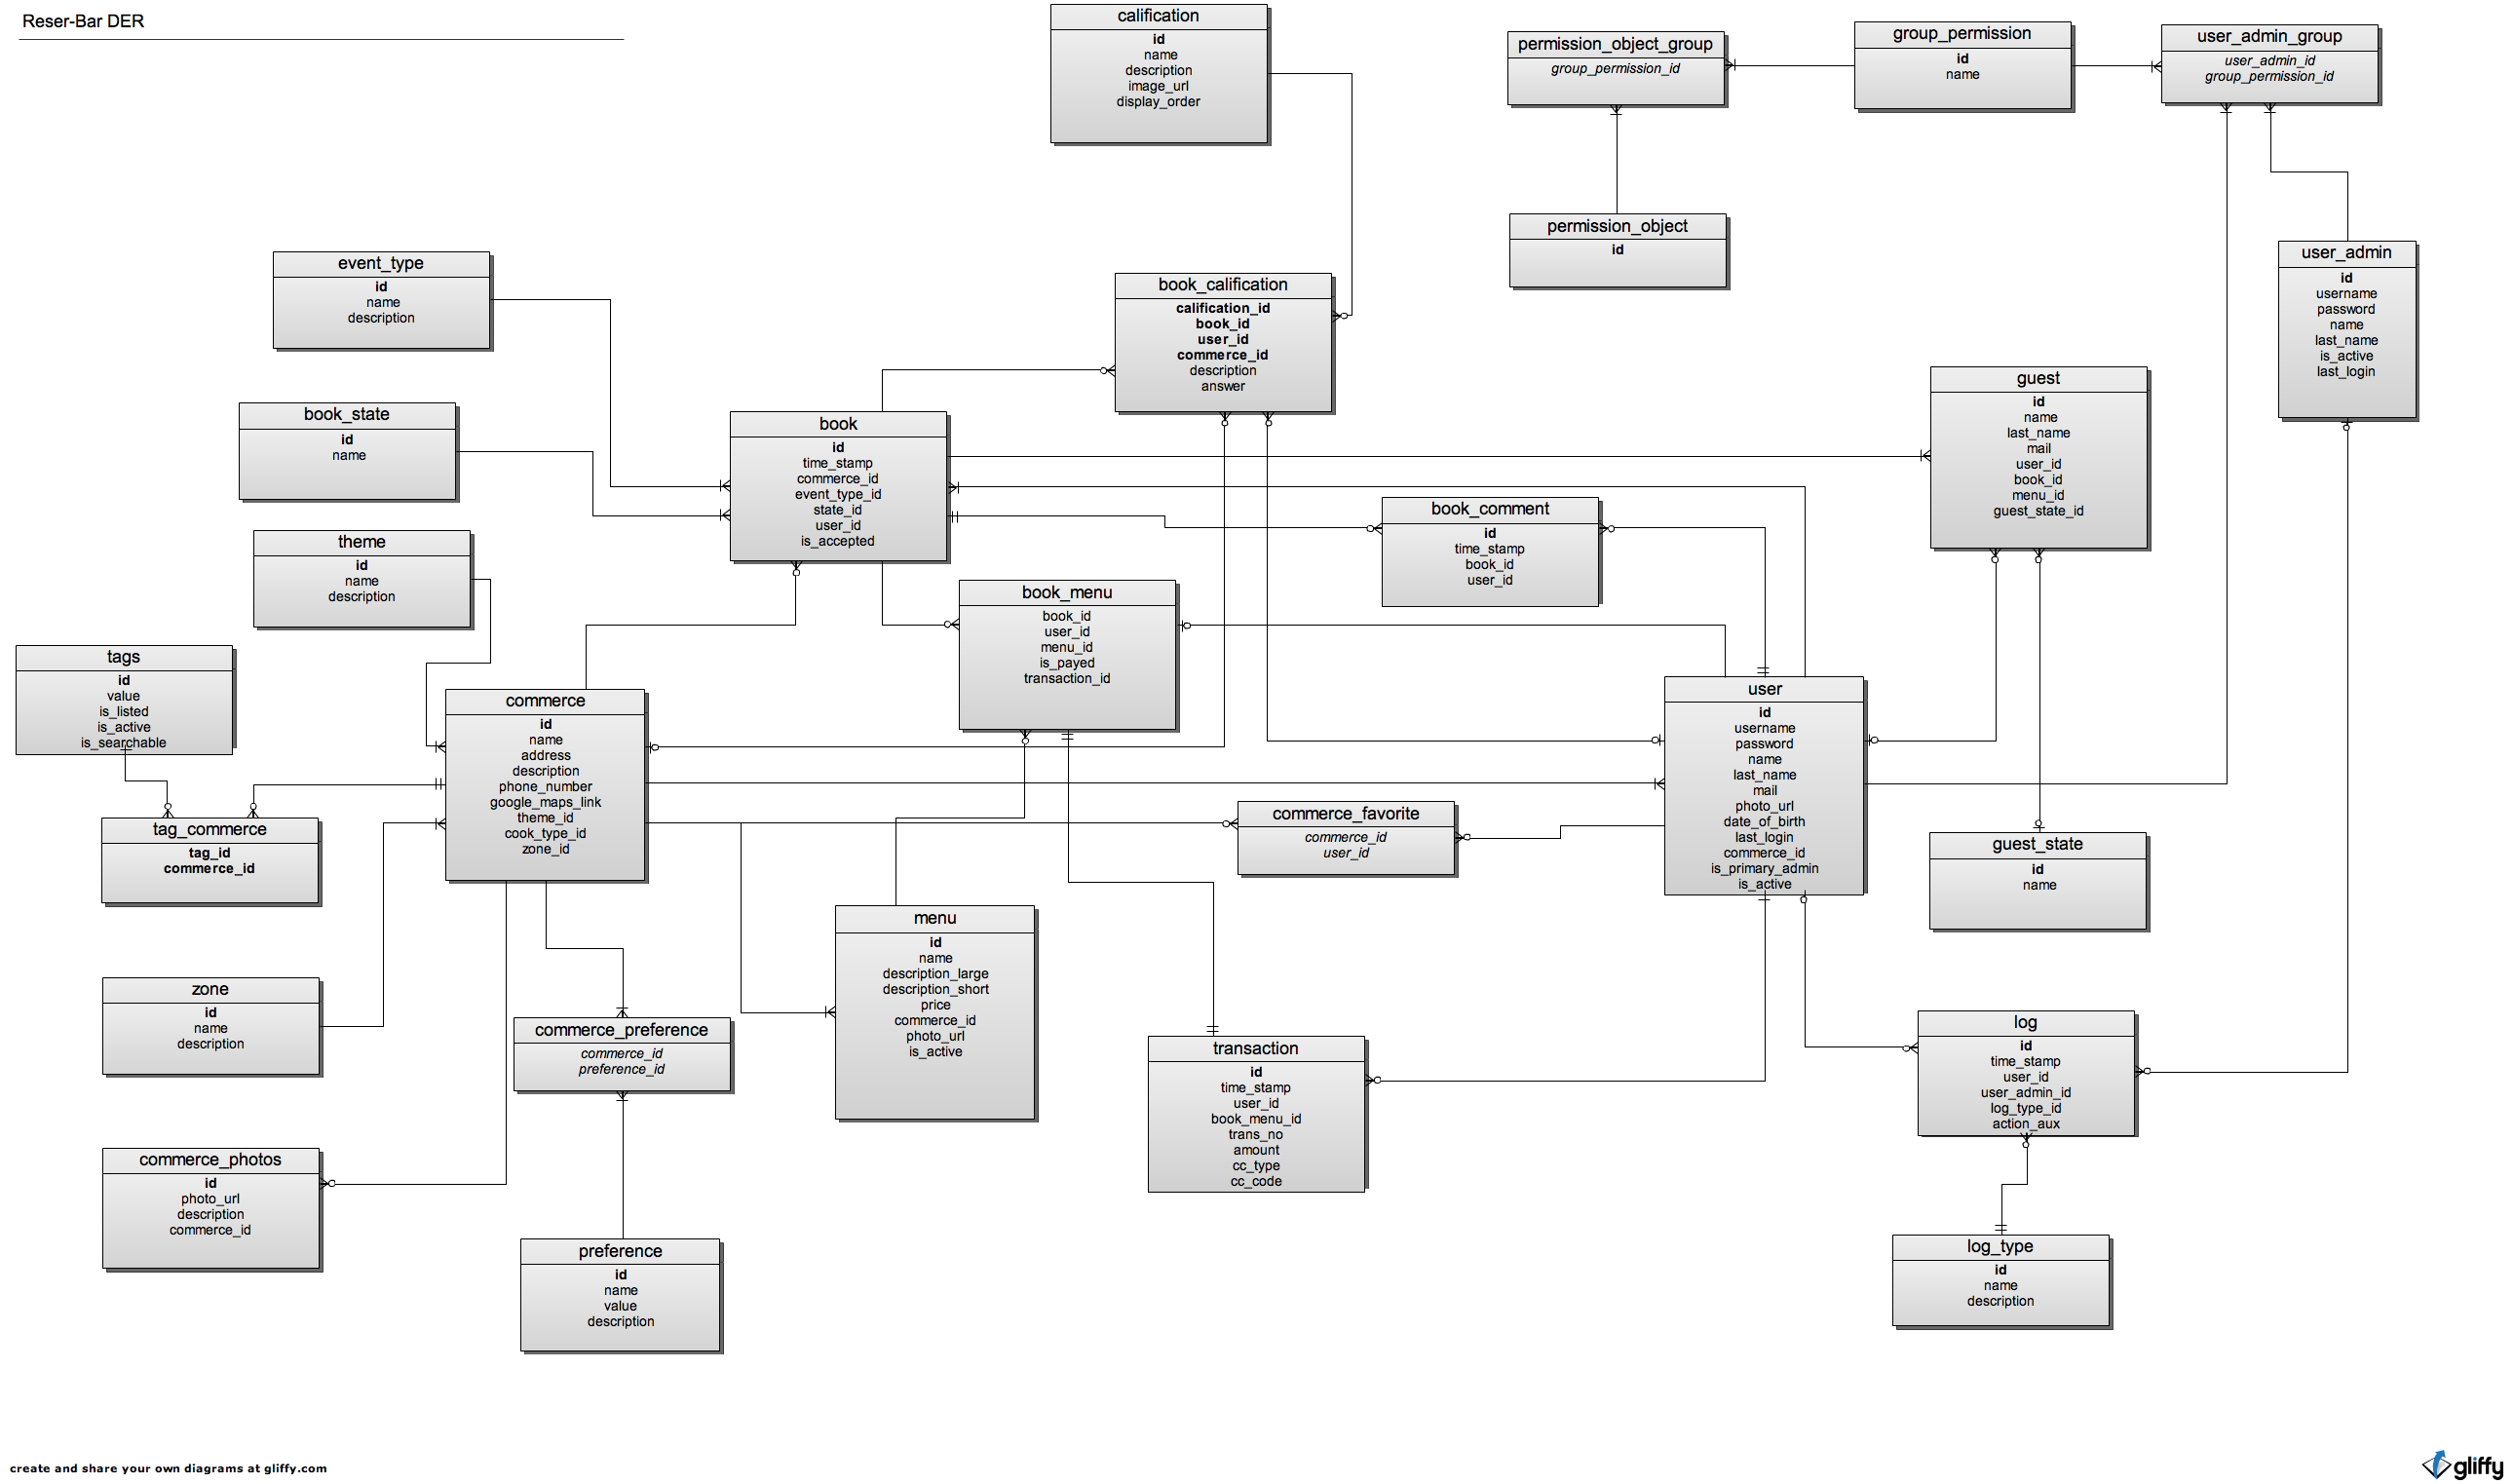 Reser-Bar DER
calification
id
name
description
image_url
display_order
permission_object_group
group_permission_id
group_permission
id
name
user_admin_group
user_admin_id
group_permission_id
permission_object
id
user_admin
id
username
password
name
last_name
is_active
last_login
event_type
id
name
description
book_calification
calification_id
book_id
user_id
commerce_id
description
answer
guest
id
name
last_name
mail
user_id
book_id
menu_id
guest_state_id
book_state
id
name
book
id
time_stamp
commerce_id
event_type_id
state_id
user_id
is_accepted
book_comment
id
time_stamp
book_id
user_id
theme
id
name
description
book_menu
book_id
user_id
menu_id
is_payed
transaction_id
tags
id
value
is_listed
is_active
is_searchable
commerce
id
name
address
description
phone_number
google_maps_link
theme_id
cook_type_id
zone_id
user
id
username
password
name
last_name
mail
photo_url
date_of_birth
last_login
commerce_id
is_primary_admin
is_active
commerce_favorite
commerce_id
user_id
tag_commerce
tag_id
commerce_id
guest_state
id
name
menu
id
name
description_large
description_short
price
commerce_id
photo_url
is_active
zone
id
name
description
commerce_preference
commerce_id
preference_id
transaction
id
time_stamp
user_id
book_menu_id
trans_no
amount
cc_type
cc_code
log
id
time_stamp
user_id
user_admin_id
log_type_id
action_aux
commerce_photos
id
photo_url
description
commerce_id
preference
id
name
value
description
log_type
id
name
description
create and share your own diagrams at gliffy.com
gliffy